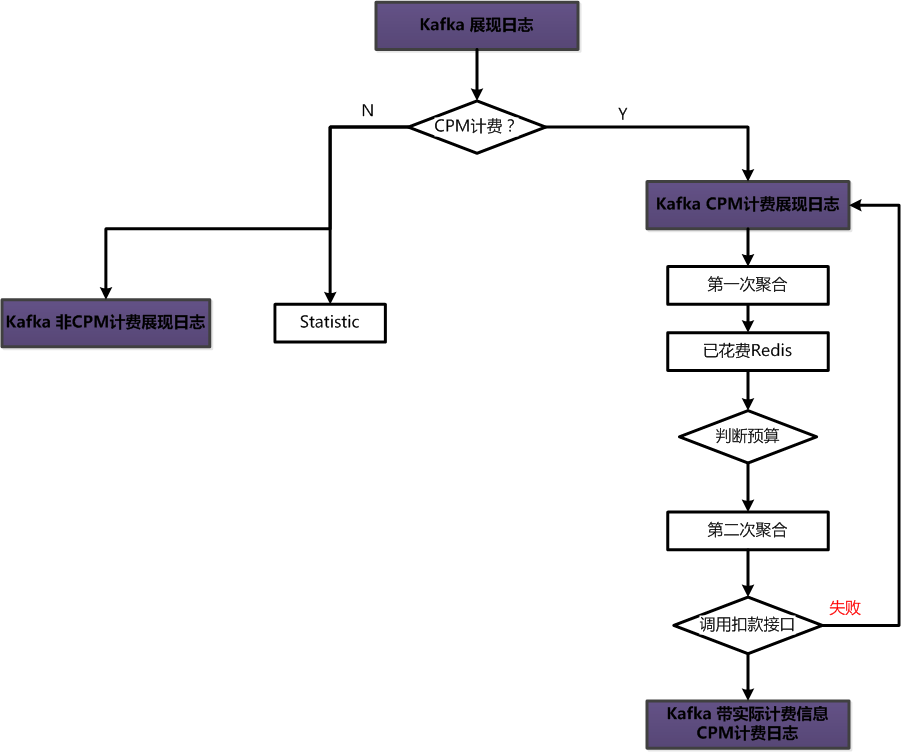 Kafka 展现日志
N
Y
CPM计费？
Kafka CPM计费展现日志
第一次聚合
Kafka 非CPM计费展现日志
Statistic
已花费Redis
判断预算
第二次聚合
失败
调用扣款接口
Kafka 带实际计费信息
CPM计费日志